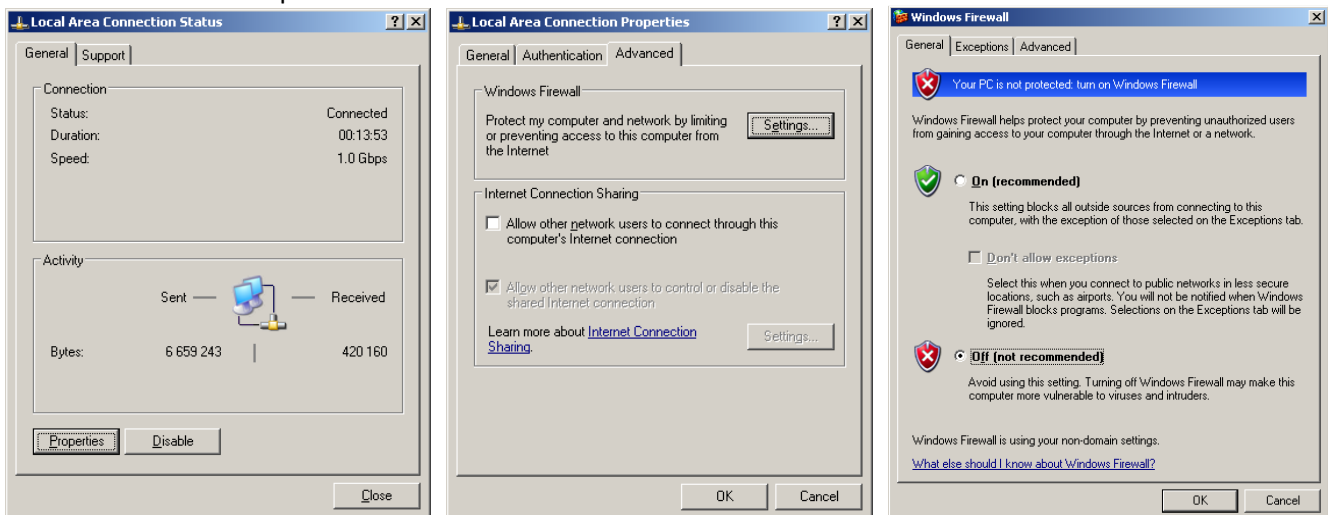 Local Area Connection Status
General
Support
Connection
Status:
Connected
Duration:
00:13:53
Speed:
1.0 Gbps
Activity
Sent
Received
Bytes:
6 659 243
420 160
Properties
Disable
Close
Local Area Connection Properties
General
Authentication
Advanced
Windows Firewall
Protect my computer and network by limiting
or preventing access to this computer from
the Internet
Settings...
Internet Connection Sharing
Allow other network users to connect through this
computer's Internet connection
Allow other network users to control or disable the
shared Internet connection
Learn more about Internet Connection
Sharing.
Settings...
OK
Cancel
Windows Firewall
General
Exceptions
Advanced
Your PC is not protected: turn on Windows Firewall
Windows Firewall helps protect your computer by preventing unauthorized users
from gaining access to your computer through the Internet or a network.
On (recommended)
This setting blocks all outside sources from connecting to this
computer, with the exception of those selected on the Exceptions tab.
Don't allow exceptions
Select this when you connect to public networks in less secure
locations, such as airports. You will not be notified when Windows
Firewall blocks programs. Selections on the Exceptions tab will be
ignored.
Off (not recommended)
Avoid using this setting. Turning off Windows Firewall may make this
computer more vulnerable to viruses and intruders.
Windows Firewall is using your non-domain settings.
What else should I know about Windows Firewall?
OK
Cancel